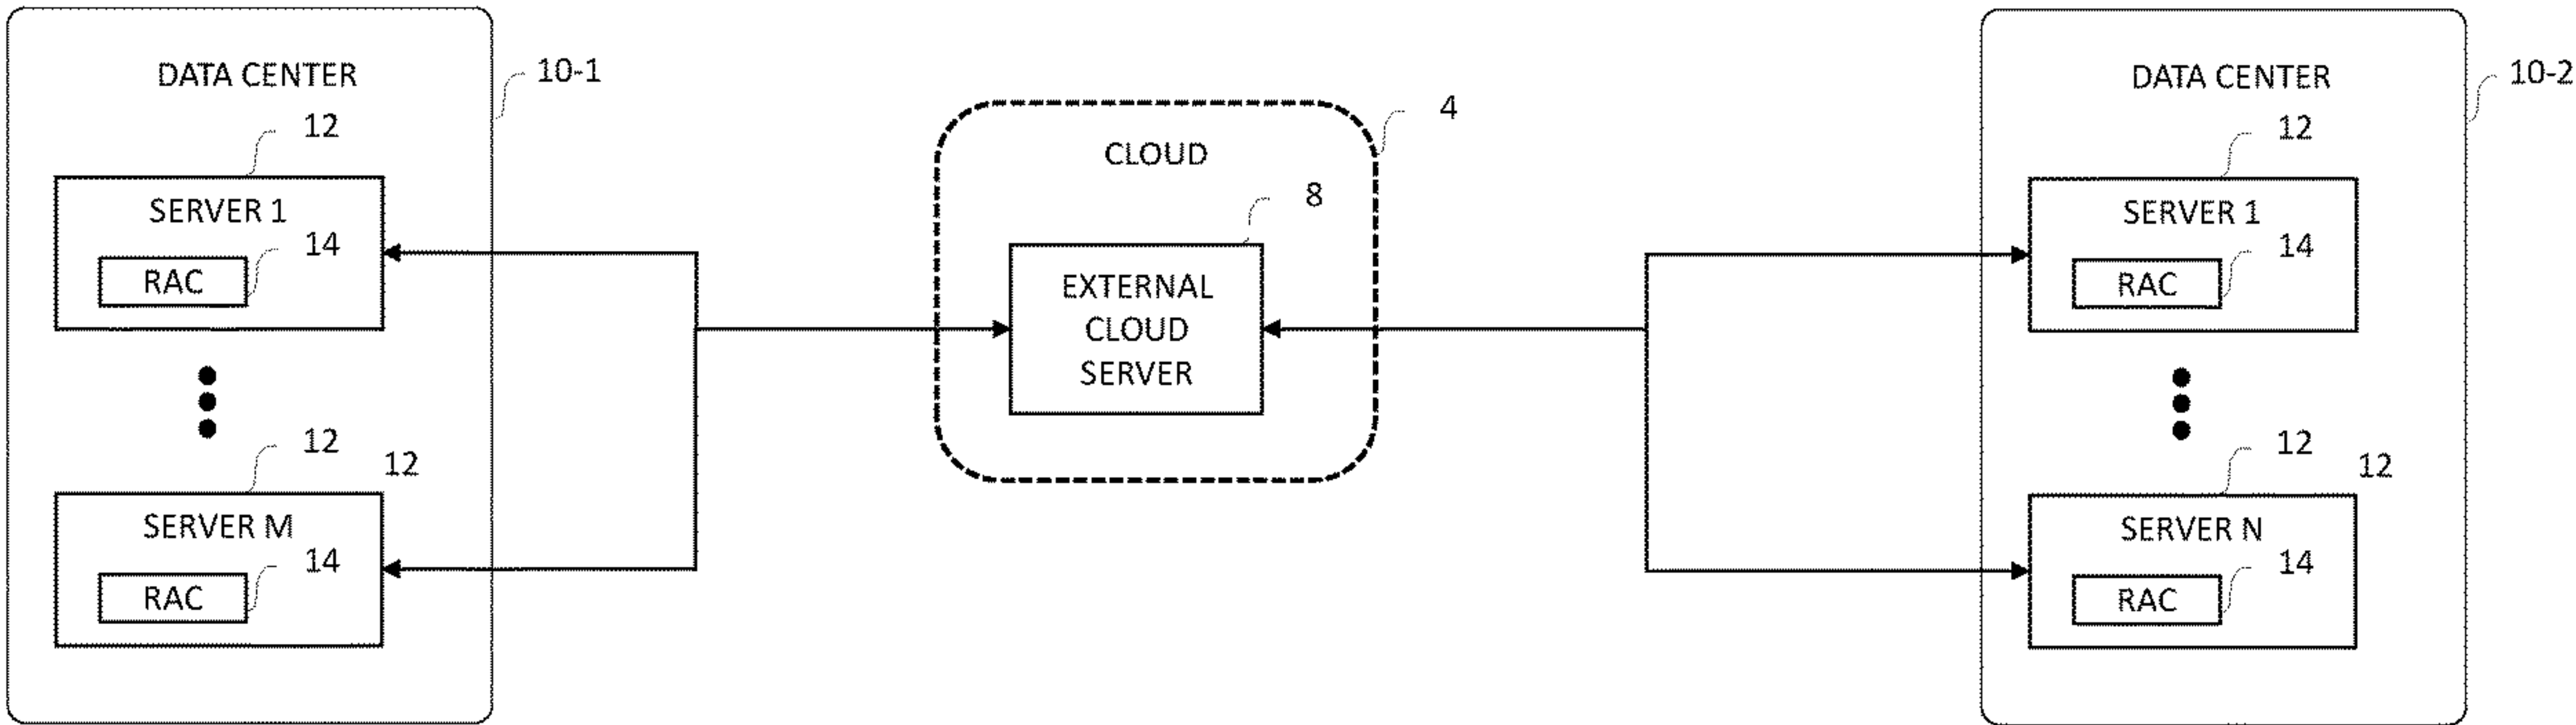 DATA CENTER
10-1
12
SERVER 1
14
RAC
12
12
SERVER M
14
RAC
4
CLOUD
8
EXTERNAL
CLOUD
SERVER
DATA CENTER
10-2
12
SERVER 1
14
RAC
12
12
SERVER N
14
RAC